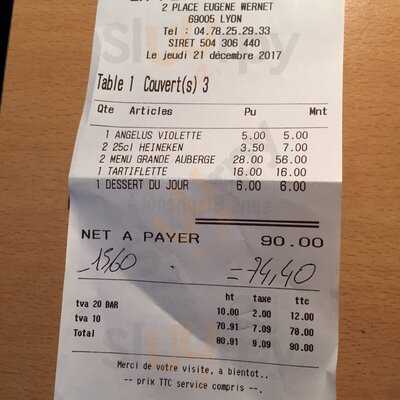 2 PLACE EUGENE WERNET
69005 LYON
Tel : 04.78.25.29.33
SIRET 504 306 440
Le jeudi 21 décembre 2017
Table 1 Couvert(s) 3
Qte Articles Pu Mnt
1 ANGELUS VIOLETTE 5.00 5.00
2 25cl HEINEKEN 3.50 7.00
2 MENU GRANDE AUBERGE 28.00 56.00
1 TARTIFLETTE 16.00 16.00
1 DESSERT DU JOUR 6.00 6.00
NET A PAYER 90.00
- 1560 = 74,40
ht taxe ttc
tva 20 BAR 10.00 2.00 12.00
tva 10 70.91 7.09 78.00
Total 80.91 9.09 90.00
Merci de votre visite, a bientot..
-- prix TTC service compris --.